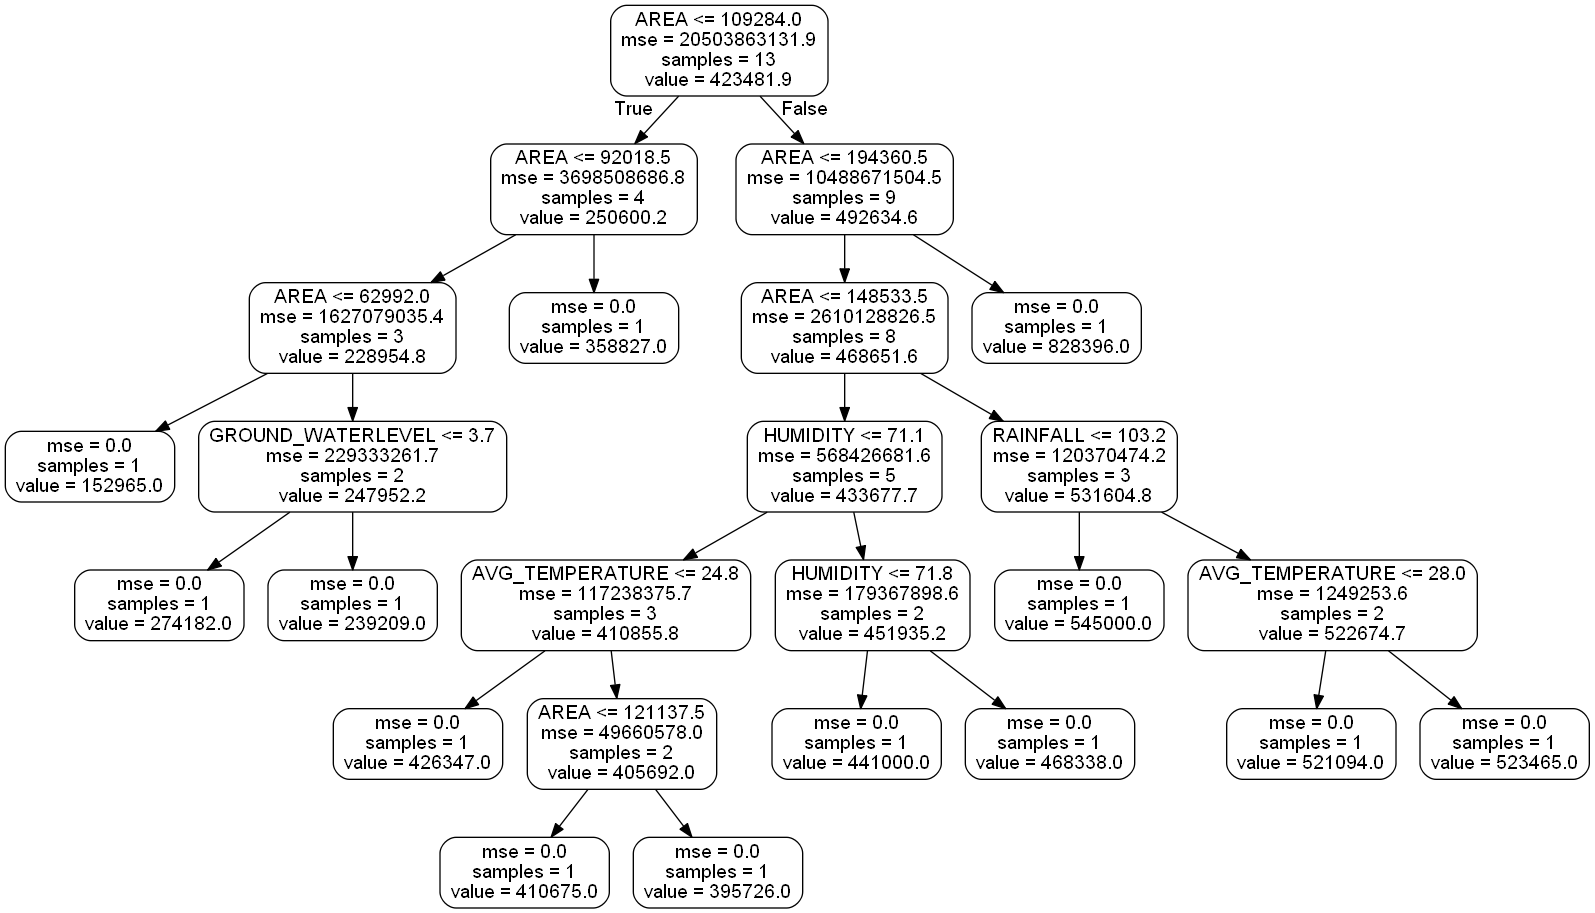 AREA <= 109284.0
mse = 20503863131.9
samples = 13
value = 423481.9
True
False
AREA <= 92018.5
mse = 3698508686.8
samples = 4
value = 250600.2
AREA <= 194360.5
mse = 10488671504.5
samples = 9
value = 492634.6
AREA <= 62992.0
mse = 1627079035.4
samples = 3
value = 228954.8
mse = 0.0
samples = 1
value = 358827.0
AREA <= 148533.5
mse = 2610128826.5
samples = 8
value = 468651.6
mse = 0.0
samples = 1
value = 828396.0
mse = 0.0
samples = 1
value = 152965.0
GROUND_WATERLEVEL <= 3.7
mse = 229333261.7
samples = 2
value = 247952.2
HUMIDITY <= 71.1
mse = 568426681.6
samples = 5
value = 433677.7
RAINFALL <= 103.2
mse = 120370474.2
samples = 3
value = 531604.8
mse = 0.0
samples = 1
value = 274182.0
mse = 0.0
samples = 1
value = 239209.0
AVG_TEMPERATURE <= 24.8
mse = 117238375.7
samples = 3
value = 410855.8
HUMIDITY <= 71.8
mse = 179367898.6
samples = 2
value = 451935.2
mse = 0.0
samples = 1
value = 545000.0
AVG_TEMPERATURE <= 28.0
mse = 1249253.6
samples = 2
value = 522674.7
mse = 0.0
samples = 1
value = 426347.0
AREA <= 121137.5
mse = 49660578.0
samples = 2
value = 405692.0
mse = 0.0
samples = 1
value = 441000.0
mse = 0.0
samples = 1
value = 468338.0
mse = 0.0
samples = 1
value = 521094.0
mse = 0.0
samples = 1
value = 523465.0
mse = 0.0
samples = 1
value = 410675.0
mse = 0.0
samples = 1
value = 395726.0